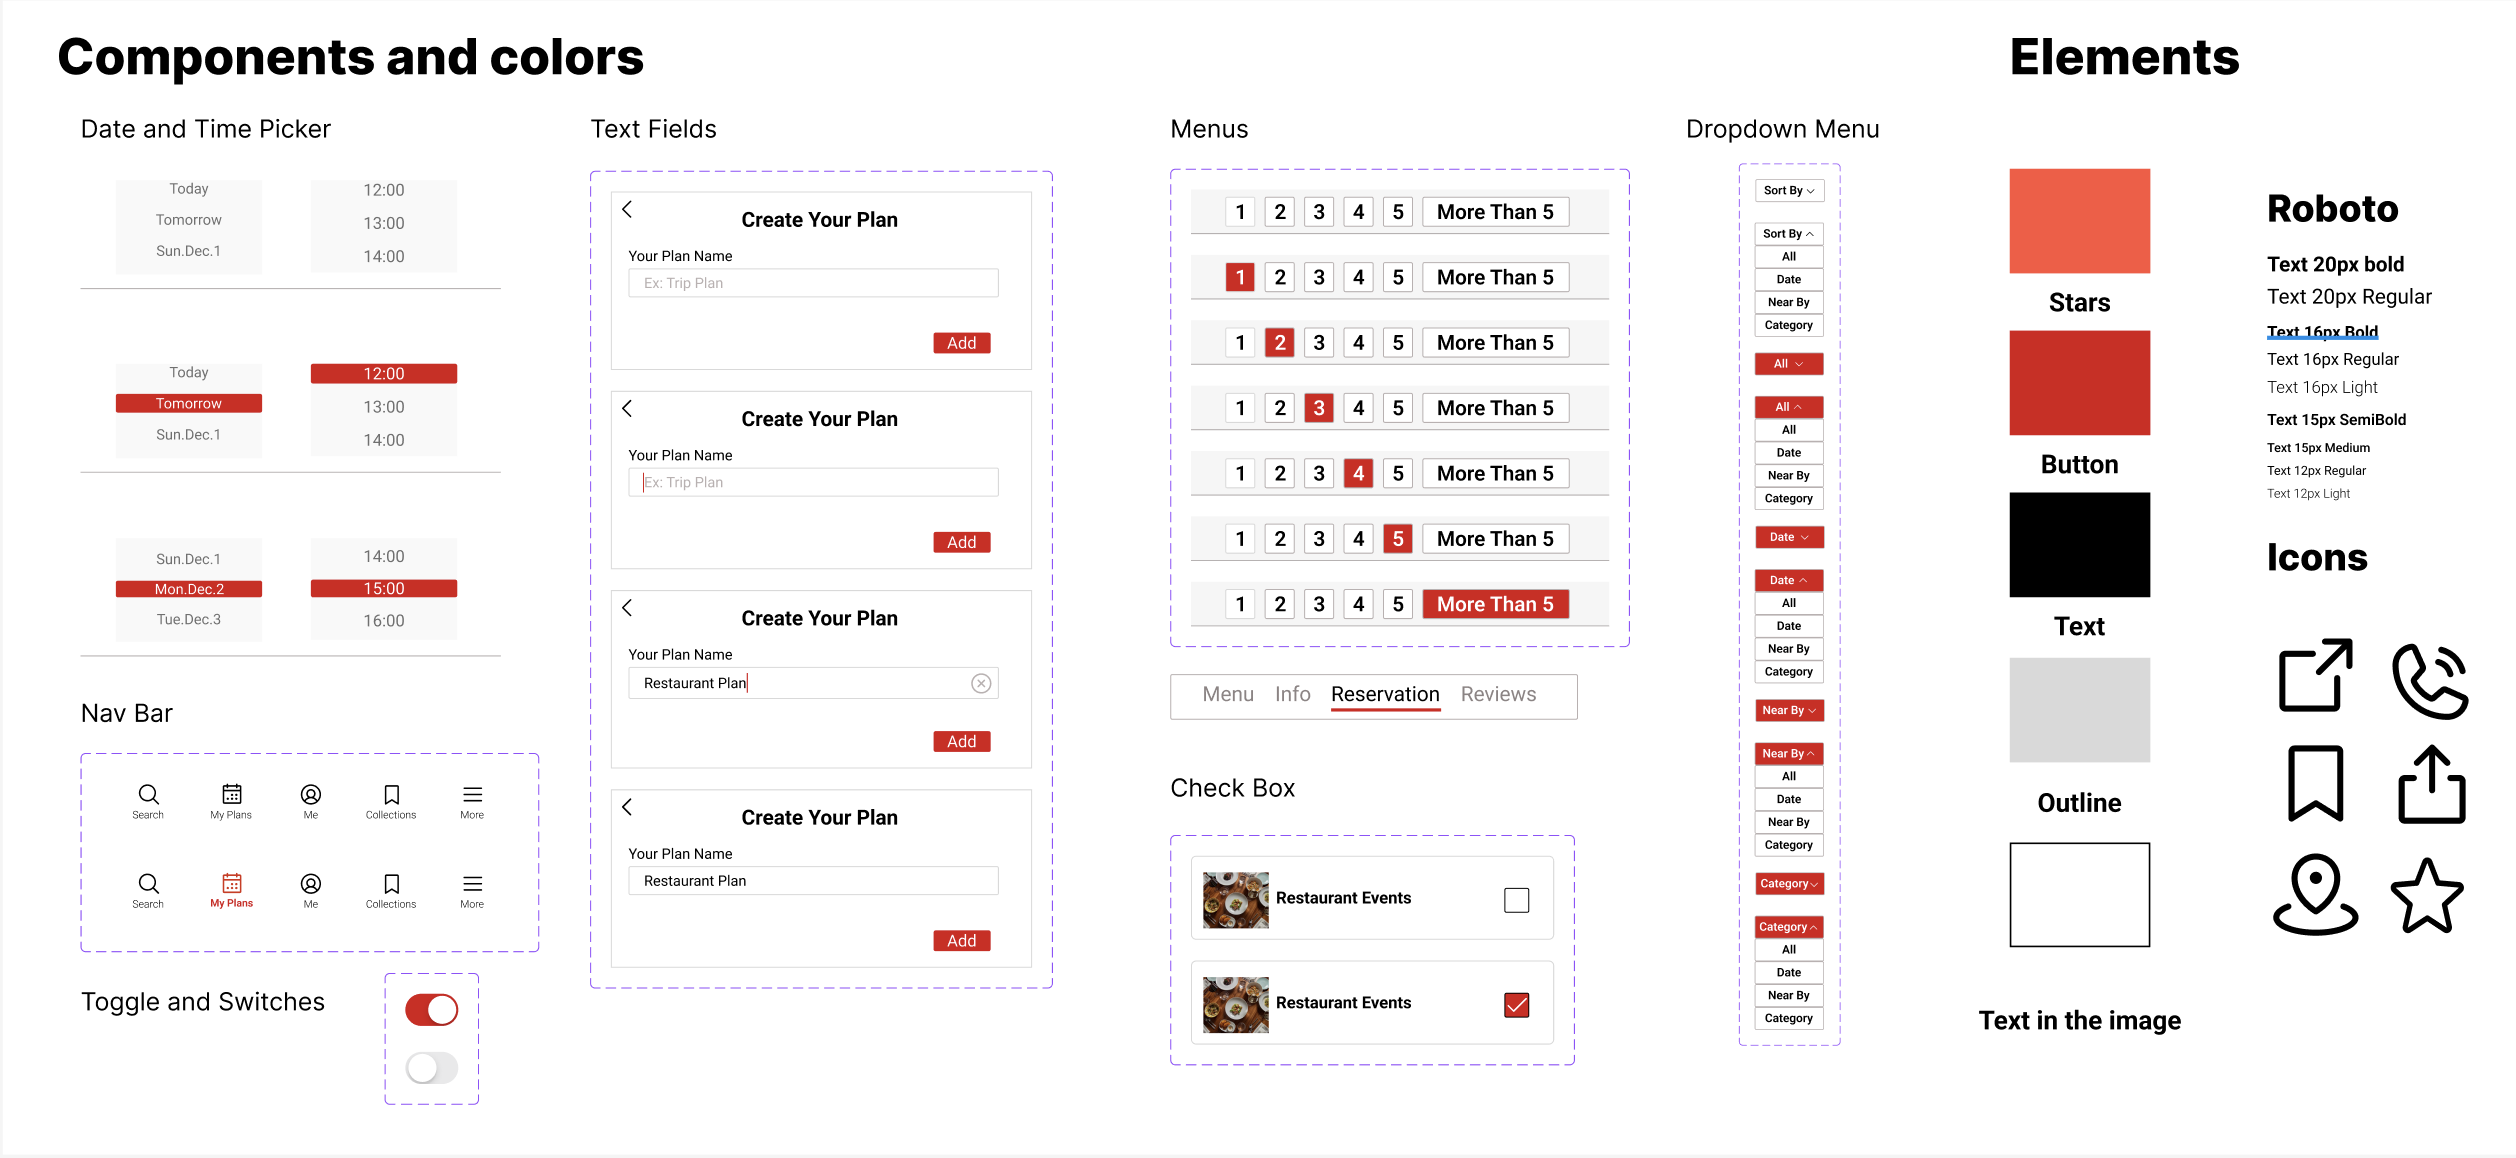 Components and colors
Date and Time Picker
Today
Tomorrow
Sun.Dec.1
12:00
13:00
14:00
Today
Tomorrow
Sun.Dec.1
12:00
13:00
14:00
Sun.Dec.1
Mon.Dec.2
Tue.Dec.3
14:00
15:00
16:00
Nav Bar
Search My Plans Me Collections More
Search My Plans Me Collections More
Toggle and Switches
Text Fields
Create Your Plan
Your Plan Name
Ex: Trip Plan
Add
Create Your Plan
Your Plan Name
Ex: Trip Plan
Add
Create Your Plan
Your Plan Name
Restaurant Plan
Add
Create Your Plan
Your Plan Name
Restaurant Plan
Add
Menus
1 2 3 4 5 More Than 5
1 2 3 4 5 More Than 5
1 2 3 4 5 More Than 5
1 2 3 4 5 More Than 5
1 2 3 4 5 More Than 5
1 2 3 4 5 More Than 5
1 2 3 4 5 More Than 5
Menu Info Reservation Reviews
Check Box
Restaurant Events
Restaurant Events
Dropdown Menu
Sort By
Sort By
All
Date
Near By
Category
All
All
All
Date
Near By
Category
Date
Date
All
Date
Near By
Category
Near By
Near By
All
Date
Near By
Category
Category
Category
All
Date
Near By
Category
Elements
Stars
Button
Text
Outline
Text in the image
Roboto
Text 20px bold
Text 20px Regular
Text 16px Bold
Text 16px Regular
Text 16px Light
Text 15px SemiBold
Text 15px Medium
Text 12px Regular
Text 12px Light
Icons